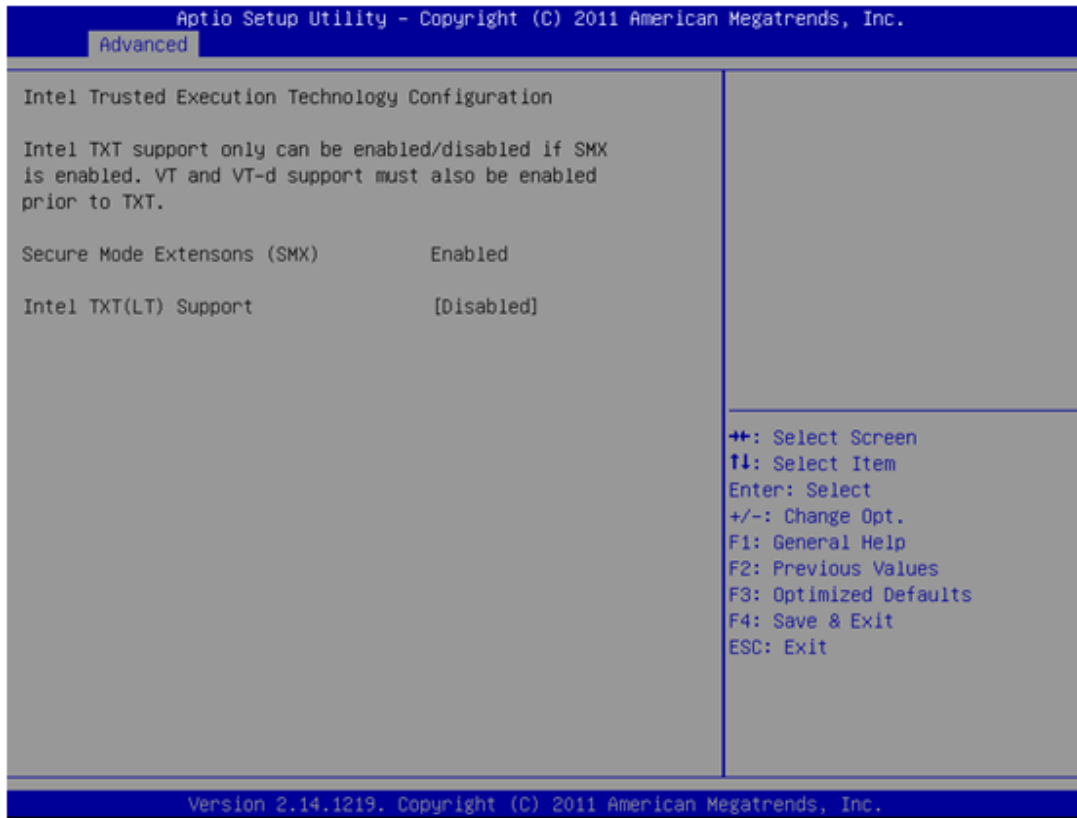 Aptio Setup Utility – Copyright (C) 2011 American Megatrends, Inc.
Advanced
Intel Trusted Execution Technology Configuration
Intel TXT support only can be enabled/disabled if SMX
is enabled. VT and VT-d support must also be enabled
prior to TXT.
Secure Mode Extensons (SMX) Enabled
Intel TXT(LT) Support [Disabled]
→←: Select Screen
↑↓: Select Item
Enter: Select
+/-: Change Opt.
F1: General Help
F2: Previous Values
F3: Optimized Defaults
F4: Save & Exit
ESC: Exit
Version 2.14.1219. Copyright (C) 2011 American Megatrends, Inc.